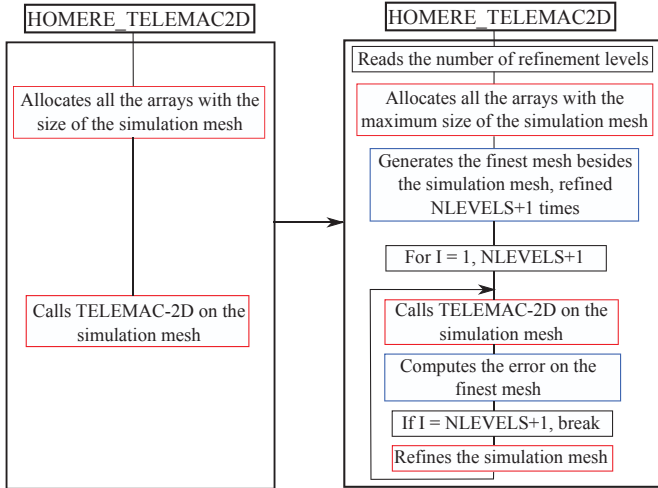 HOMERE_TELEMAC2D
Allocates all the arrays with the
size of the simulation mesh
Calls TELEMAC-2D on the
simulation mesh
HOMERE_TELEMAC2D
Reads the number of refinement levels
Allocates all the arrays with the
maximum size of the simulation mesh
Generates the finest mesh besides
the simulation mesh, refined
NLEVELS+1 times
For I = 1, NLEVELS+1
Calls TELEMAC-2D on the
simulation mesh
Computes the error on the
finest mesh
If I = NLEVELS+1, break
Refines the simulation mesh